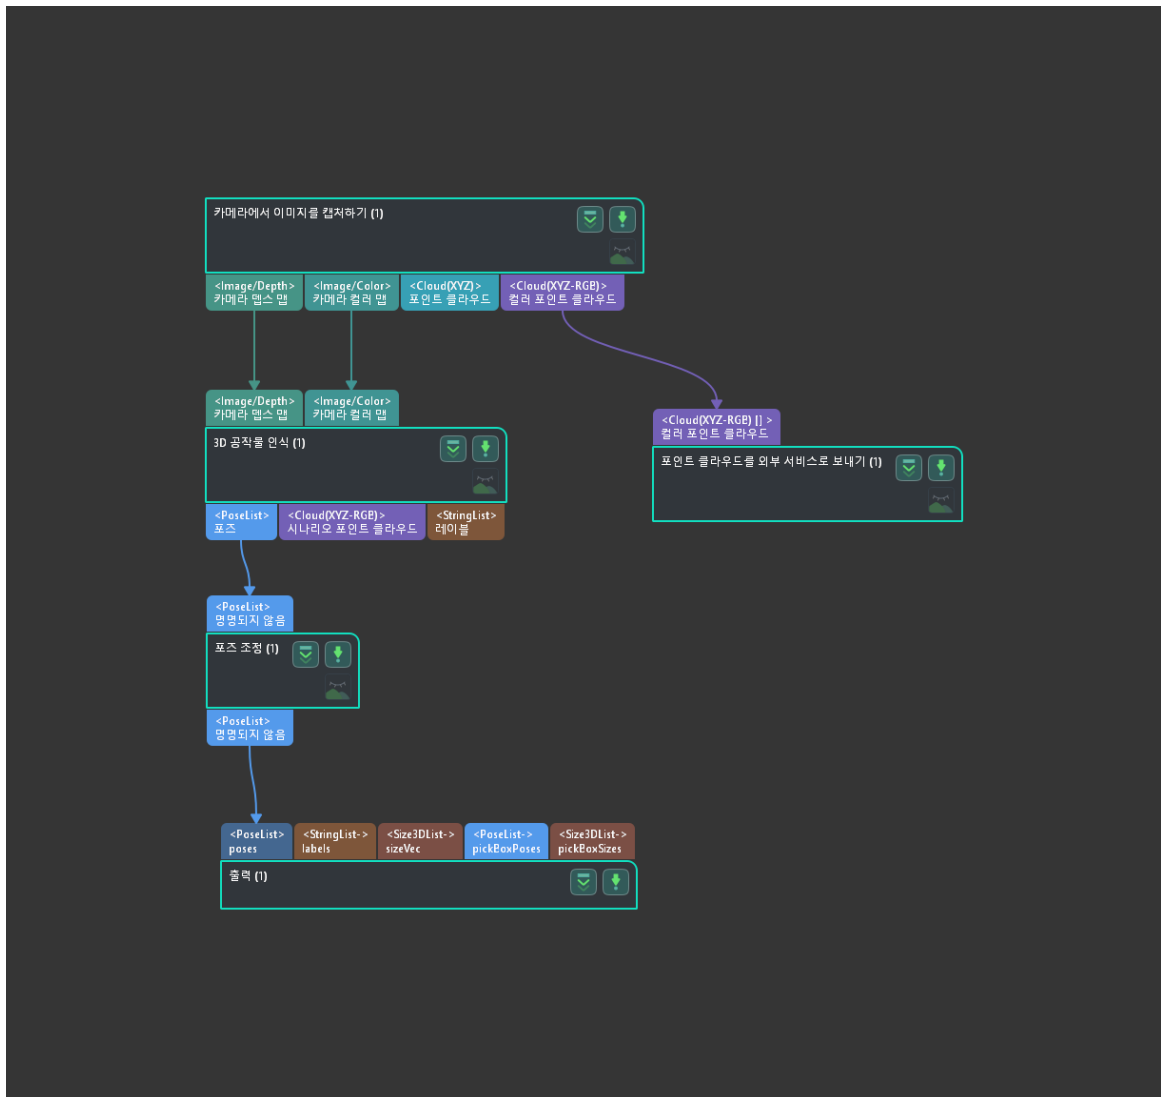 카메라에서 이미지를 캡처하기 (1)
<Image/Depth>
카메라 뎁스 맵
<Image/Color>
카메라 컬러 맵
<Cloud(XYZ)>
포인트 클라우드
<Cloud(XYZ-RGB)>
컬러 포인트 클라우드
<Image/Depth>
카메라 뎁스 맵
<Image/Color>
카메라 컬러 맵
3D 공작물 인식 (1)
<PoseList>
포즈
<Cloud(XYZ-RGB)>
시나리오 포인트 클라우드
<StringList>
레이블
<Cloud(XYZ-RGB) [] >
컬러 포인트 클라우드
포인트 클라우드를 외부 서비스로 보내기 (1)
<PoseList>
명명되지 않음
포즈 조정 (1)
<PoseList>
명명되지 않음
<PoseList>
poses
<StringList->
labels
<Size3DList->
sizeVec
<PoseList->
pickBoxPoses
<Size3DList->
pickBoxSizes
출력 (1)